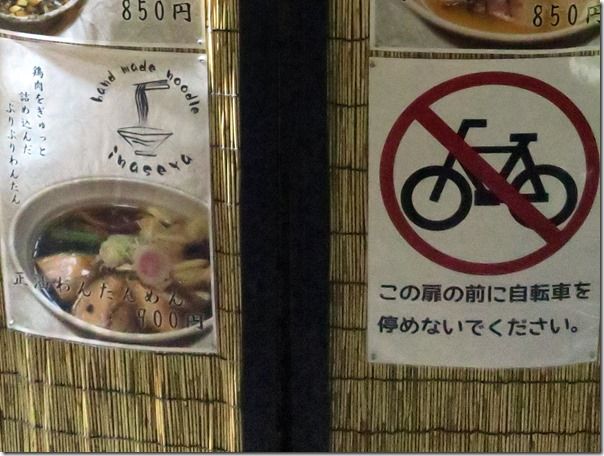 850円
850円
hand made noodle
inaseya
鶏肉をぎゅっと
詰め込んだ
ぷりぷりわんたん
正油わんたんめん
900円
この扉の前に自転車を
停めないでください。